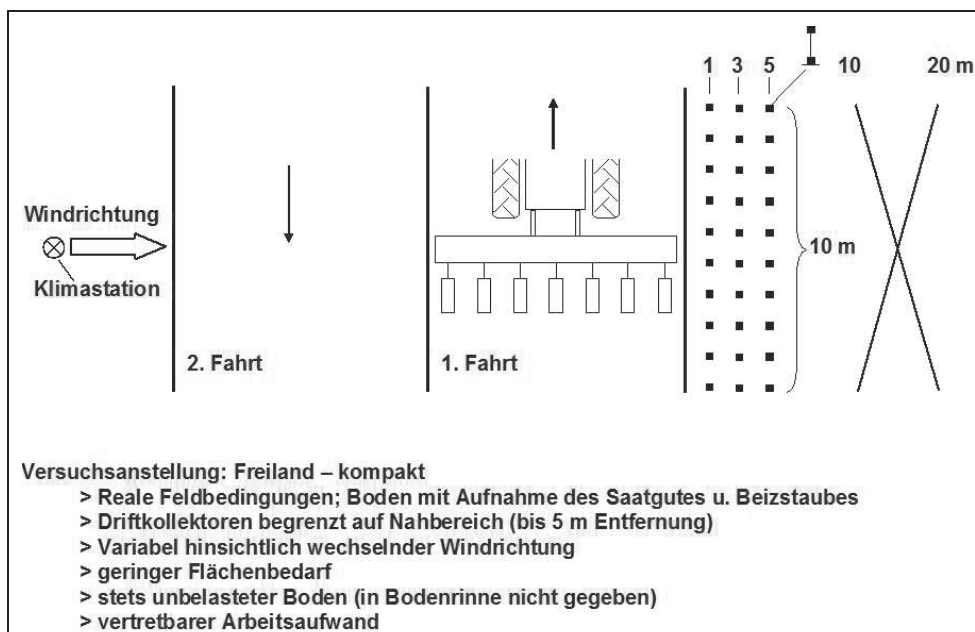 1 3 5 10 20 m
Windrichtung
10 m
Klimastation
2. Fahrt 1. Fahrt
Versuchsanstellung: Freiland – kompakt
> Reale Feldbedingungen; Boden mit Aufnahme des Saatgutes u. Beizstaubes
> Driftkollektoren begrenzt auf Nahbereich (bis 5 m Entfernung)
> Variabel hinsichtlich wechselnder Windrichtung
> geringer Flächenbedarf
> stets unbelasteter Boden (in Bodenrinne nicht gegeben)
> vertretbarer Arbeitsaufwand